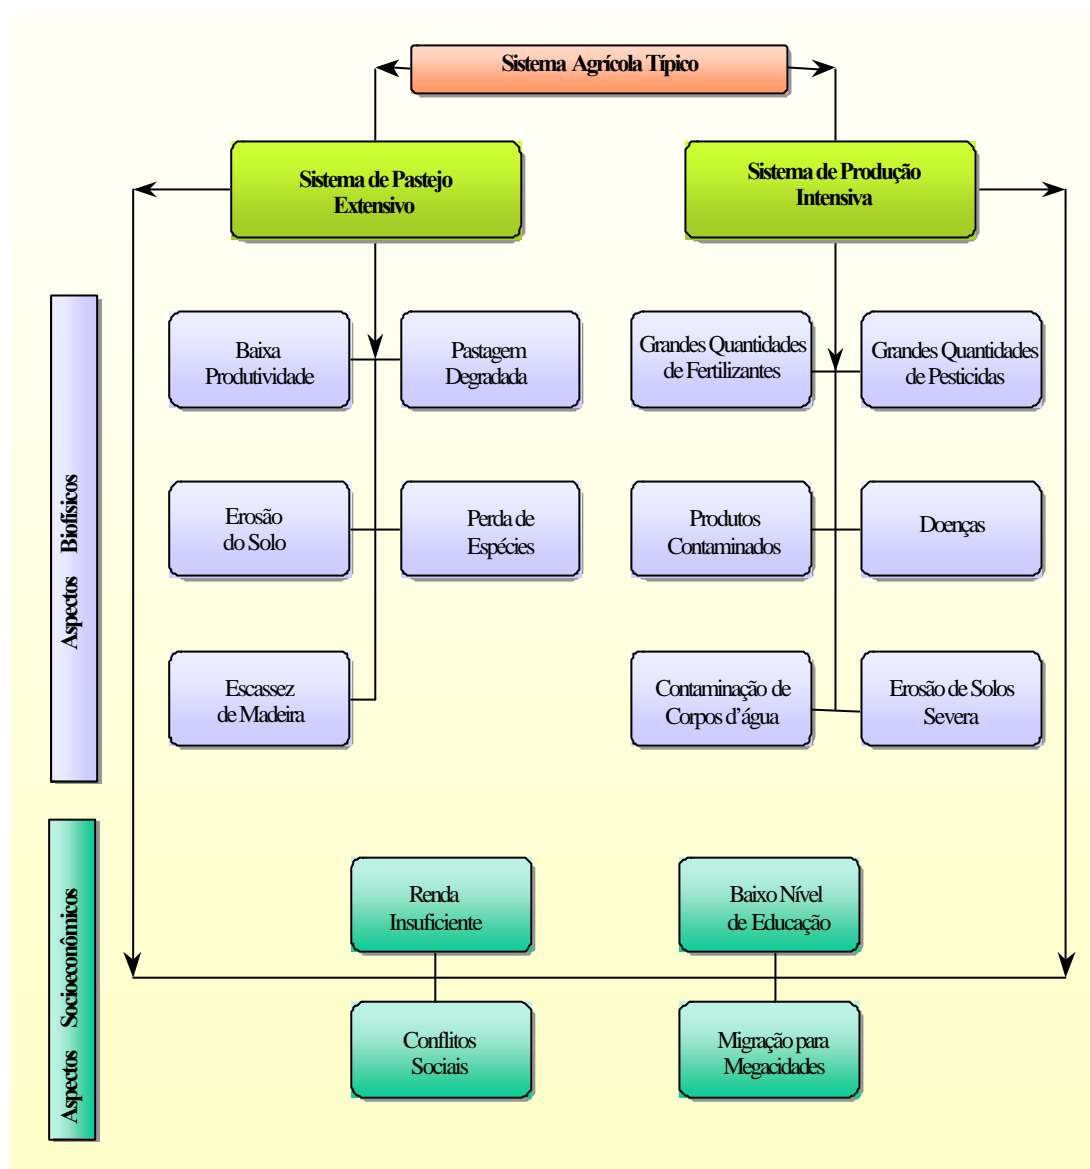 Sistema Agrícola Típico
Sistema de Pastejo
Extensivo
Sistema de Produção
Intensiva
Aspectos Biofísicos
Baixa
Produtividade
Pastagem
Degradada
Grandes Quantidades
de Fertilizantes
Grandes Quantidades
de Pesticidas
Erosão
do Solo
Perda de
Espécies
Produtos
Contaminados
Doenças
Escassez
de Madeira
Contaminação de
Corpos d'água
Erosão de Solos
Severa
Aspectos Socioeconômicos
Renda
Insuficiente
Baixo Nível
de Educação
Conflitos
Sociais
Migração para
Megacidades